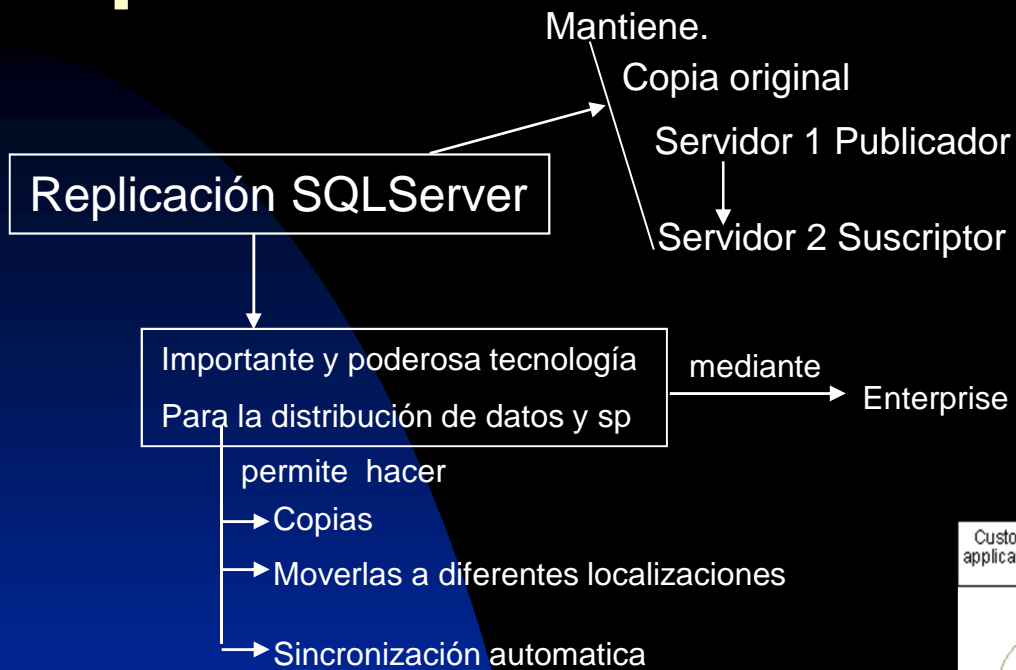 Mantiene.
Copia original
Servidor 1 Publicador
Servidor 2 Suscriptor
Replicación SQLServer
Importante y poderosa tecnología
Para la distribución de datos y sp
mediante
Enterprise
permite hacer
Copias
Moverlas a diferentes localizaciones
Sincronización automatica